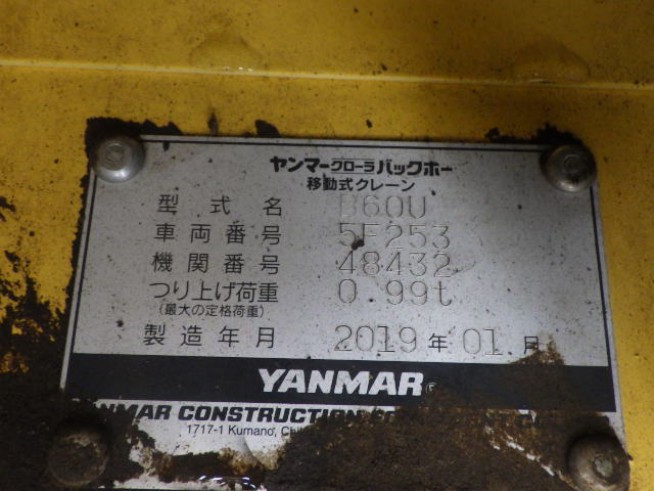 ヤンマークローラバックホー
移動式クレーン
型式名 B60U
車両番号 5F253
機関番号 48432
つり上げ荷重 0.99t
(最大の定格荷重)
製造年月 2019年01月
YANMAR
YANMAR CONSTRUCTION
1717-1 Kumano,